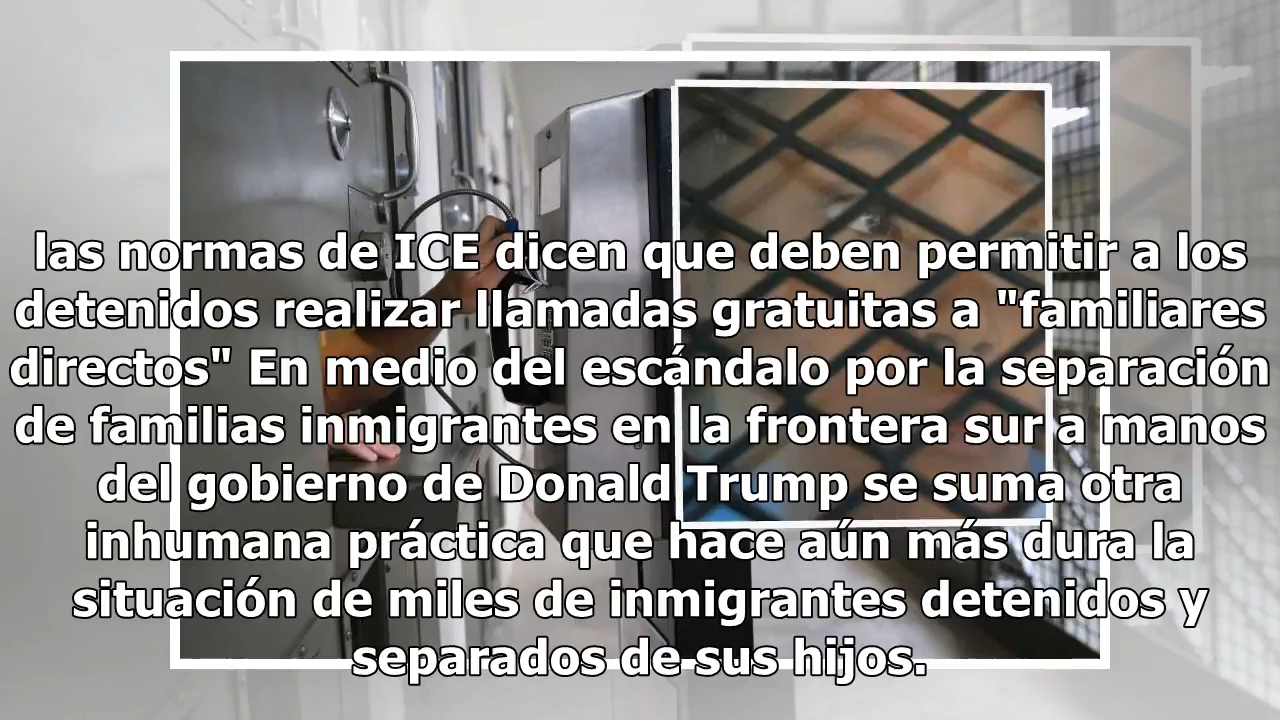 las normas de ICE dicen que deben permitir a los
detenidos realizar llamadas gratuitas a "familiares
directos" En medio del escándalo por la separación
de familias inmigrantes en la frontera sur a manos
del gobierno de Donald Trump se suma otra
inhumana práctica que hace aún más dura la
situación de miles de inmigrantes detenidos y
separados de sus hijos.